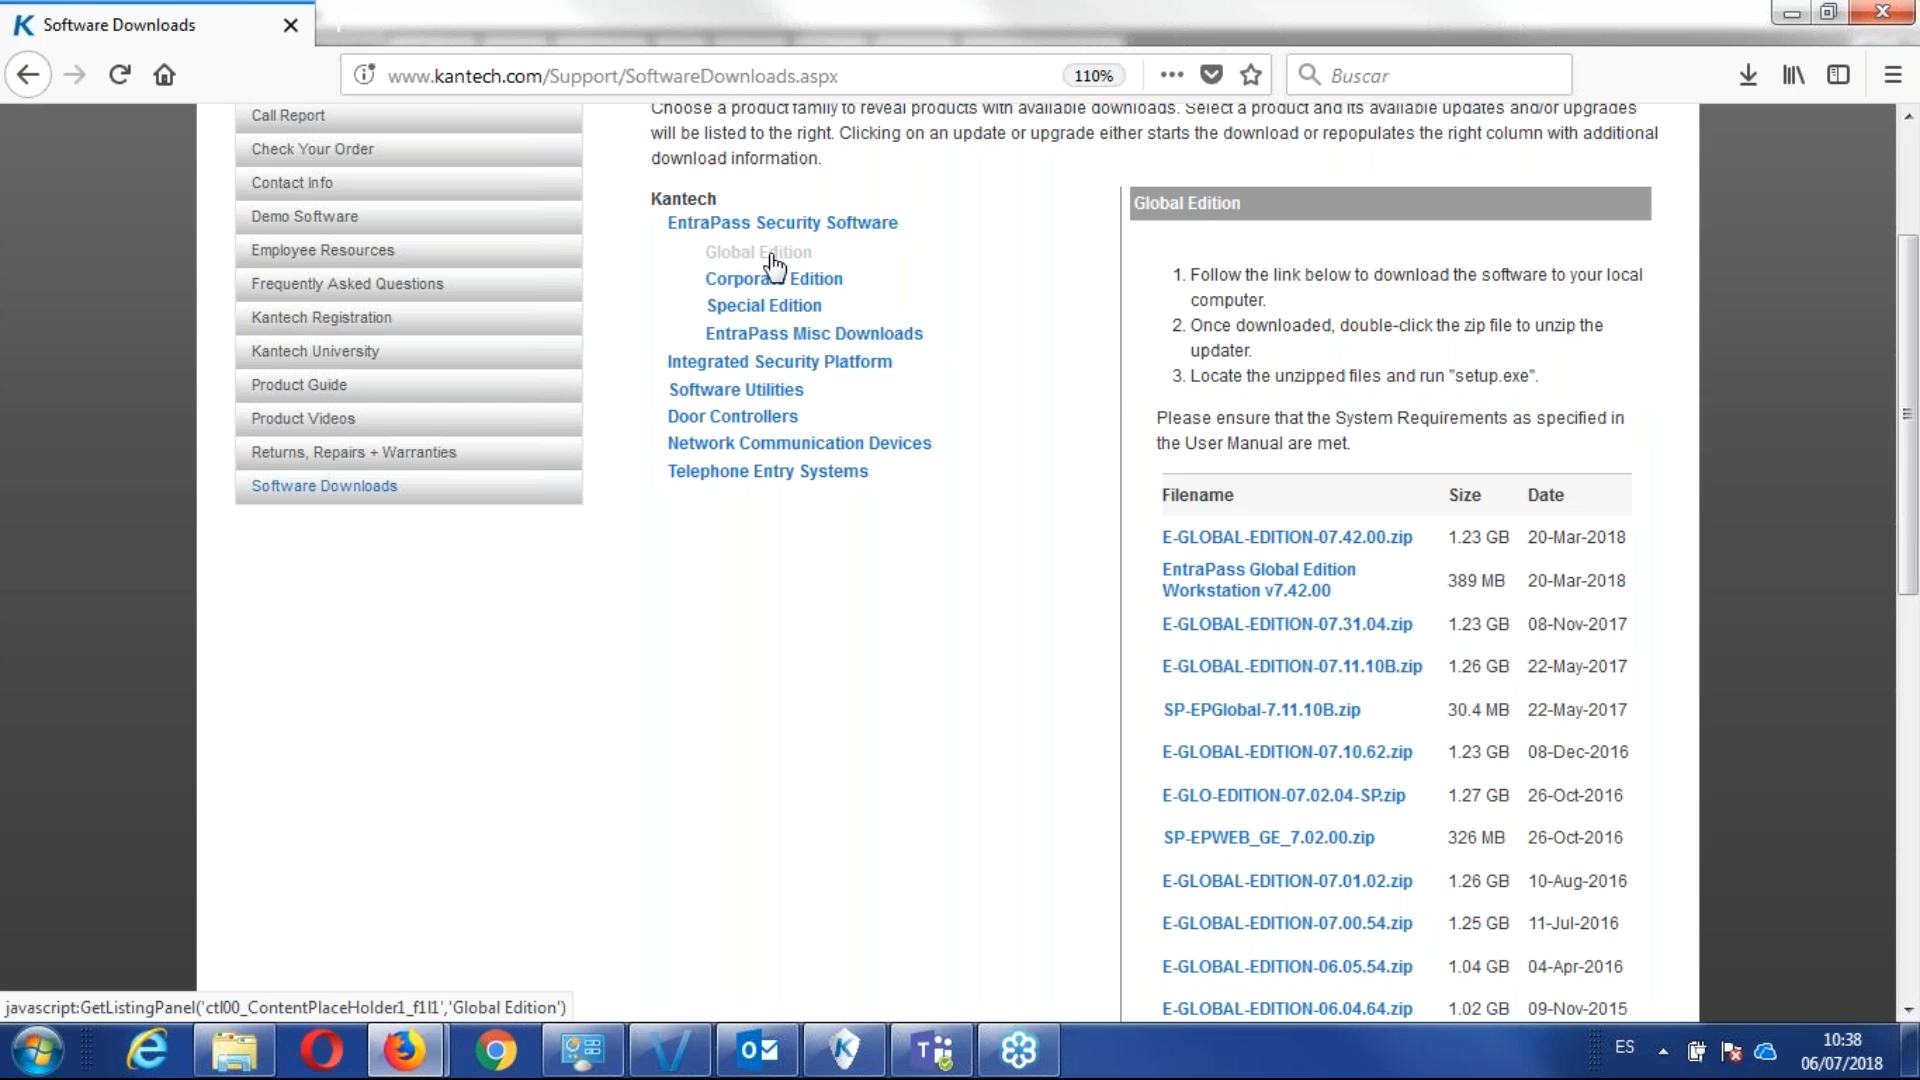 Software Downloads
www.kantech.com/Support/SoftwareDownloads.aspx
110%
Buscar
Call Report
Check Your Order
Contact Info
Demo Software
Employee Resources
Frequently Asked Questions
Kantech Registration
Kantech University
Product Guide
Product Videos
Returns, Repairs + Warranties
Software Downloads
Choose a product family to reveal products with available downloads. Select a product and its available updates and/or upgrades
will be listed to the right. Clicking on an update or upgrade either starts the download or repopulates the right column with additional
download information.
Kantech
EntraPass Security Software
Global Edition
Corporate Edition
Special Edition
EntraPass Misc Downloads
Integrated Security Platform
Software Utilities
Door Controllers
Network Communication Devices
Telephone Entry Systems
Global Edition
1. Follow the link below to download the software to your local
computer.
2. Once downloaded, double-click the zip file to unzip the
updater.
3. Locate the unzipped files and run "setup.exe".
Please ensure that the System Requirements as specified in
the User Manual are met.
Filename Size Date
E-GLOBAL-EDITION-07.42.00.zip 1.23 GB 20-Mar-2018
EntraPass Global Edition
Workstation v7.42.00 389 MB 20-Mar-2018
E-GLOBAL-EDITION-07.31.04.zip 1.23 GB 08-Nov-2017
E-GLOBAL-EDITION-07.11.10B.zip 1.26 GB 22-May-2017
SP-EPGlobal-7.11.10B.zip 30.4 MB 22-May-2017
E-GLOBAL-EDITION-07.10.62.zip 1.23 GB 08-Dec-2016
E-GLO-EDITION-07.02.04-SP.zip 1.27 GB 26-Oct-2016
SP-EPWEB_GE_7.02.00.zip 326 MB 26-Oct-2016
E-GLOBAL-EDITION-07.01.02.zip 1.26 GB 10-Aug-2016
E-GLOBAL-EDITION-07.00.54.zip 1.25 GB 11-Jul-2016
E-GLOBAL-EDITION-06.05.54.zip 1.04 GB 04-Apr-2016
E-GLOBAL-EDITION-06.04.64.zip 1.02 GB 09-Nov-2015
javascript:GetListingPanel('ctl00_ContentPlaceHolder1_f1l1','Global Edition')
ES
10:38
06/07/2018